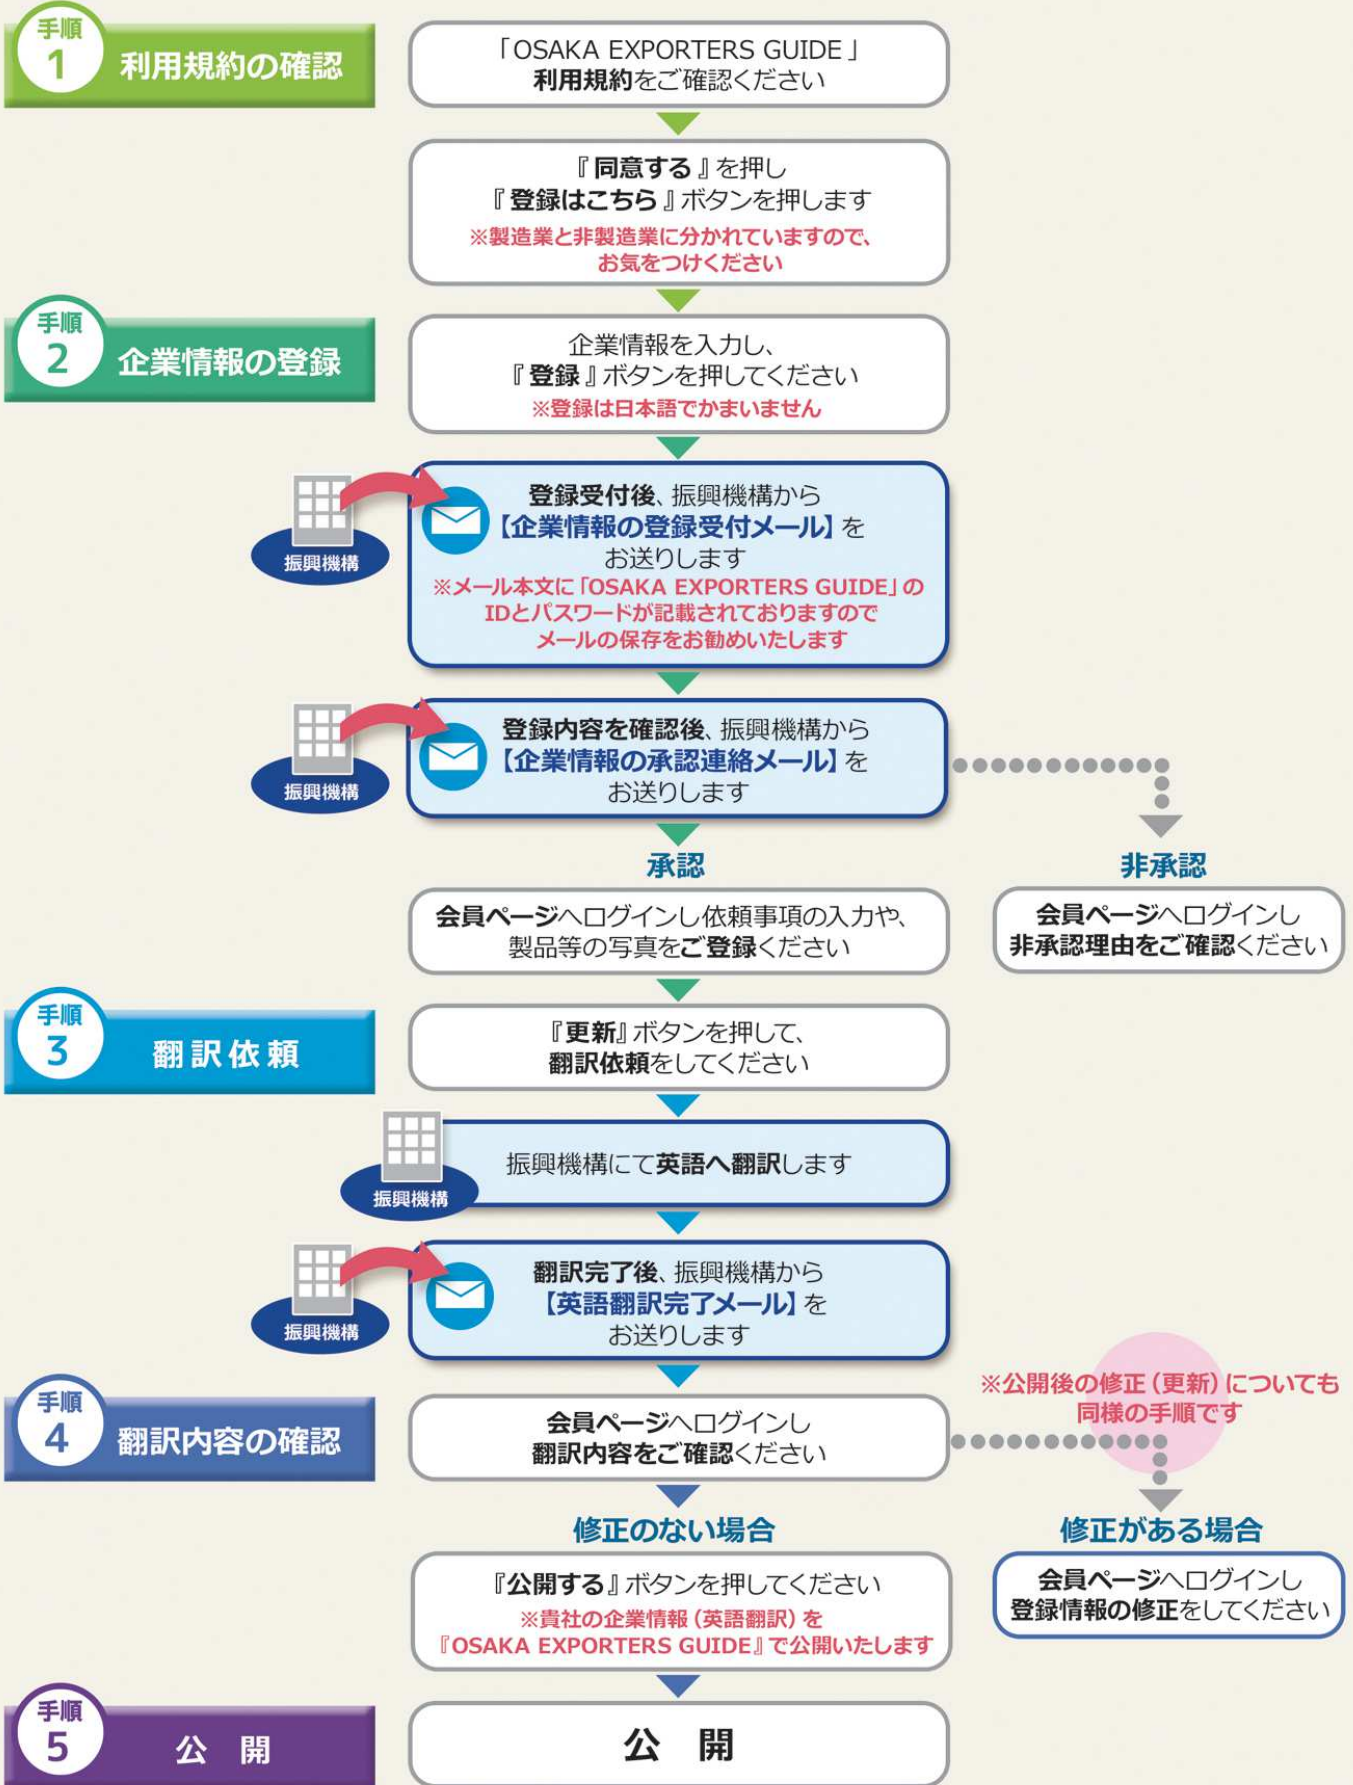 手順
1
利用規約の確認
「OSAKA EXPORTERS GUIDE」
利用規約をご確認ください
『同意する』を押し
『登録はこちら』ボタンを押します
※製造業と非製造業に分かれていますので、
お気をつけください
手順
2
企業情報の登録
企業情報を入力し、
『登録』ボタンを押してください
※登録は日本語でかまいません
振興機構
登録受付後、振興機構から
【企業情報の登録受付メール】を
お送りします
※メール本文に「OSAKA EXPORTERS GUIDE」の
IDとパスワードが記載されておりますので
メールの保存をお勧めいたします
振興機構
登録内容を確認後、振興機構から
【企業情報の承認連絡メール】を
お送りします
承認
会員ページへログインし依頼事項の入力や、
製品等の写真をご登録ください
非承認
会員ページへログインし
非承認理由をご確認ください
手順
3
翻訳依頼
『更新』ボタンを押して、
翻訳依頼をしてください
振興機構
振興機構にて英語へ翻訳します
振興機構
翻訳完了後、振興機構から
【英語翻訳完了メール】を
お送りします
手順
4
翻訳内容の確認
会員ページへログインし
翻訳内容をご確認ください
※公開後の修正（更新）についても
同様の手順です
修正のない場合
『公開する』ボタンを押してください
※貴社の企業情報（英語翻訳）を
『OSAKA EXPORTERS GUIDE』で公開いたします
修正がある場合
会員ページへログインし
登録情報の修正をしてください
手順
5
公 開
公 開